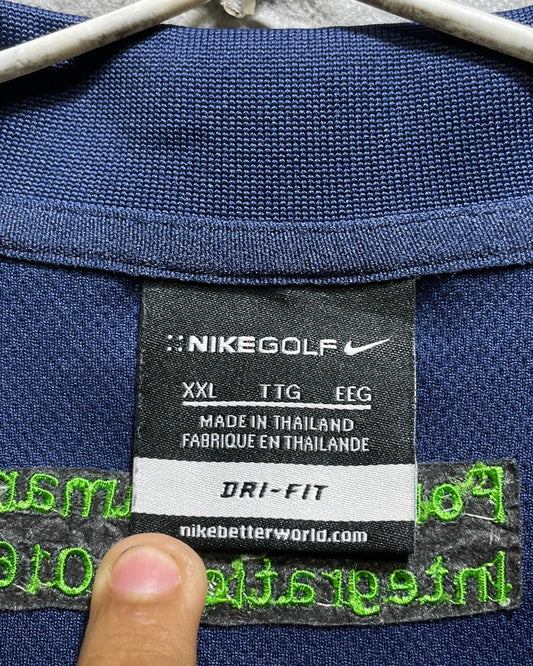 NIKEGOLF
XXL TTG EEG
MADE IN THAILAND
FABRIQUE EN THAILANDE
DRI-FIT
nikebetterworld.com